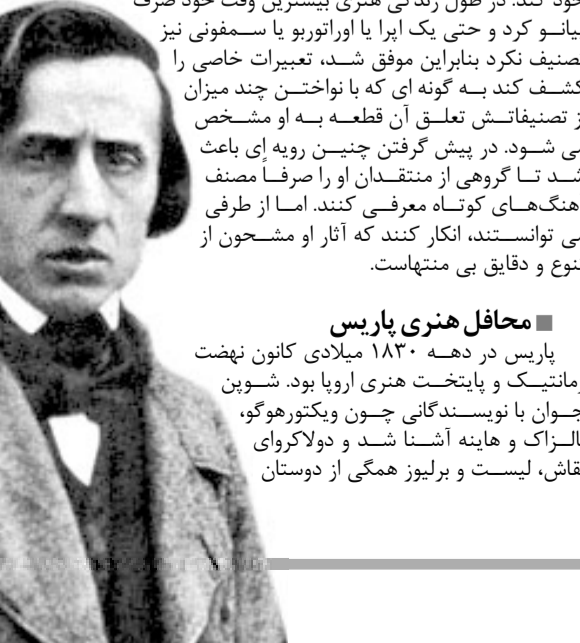 خود کند. در طول زندگی هنری بیشترین وقت خود صرف
پیانو کرد و حتی یک اپرا یا اوراتوربو یا سمفونی نیز
تصنیف نکرد بنابراین موفق شد، تعبیرات خاصی را
کشف کند به گونه ای که با نواختن چند میزان
ز تصنیفاتش تعلق آن قطعه به او مشخص
می شود. در پیش گرفتن چنین رویه ای باعث
شد تا گروهی از منتقدان او را صرفاً مصنف
هنگ‌های کوتاه معرفی کنند. اما از طرفی
می توانستند، انکار کنند که آثار او مشحون از
تنوع و دقایق بی منتهاست.
■ محافل هنری پاریس
پاریس در دهه ۱۸۳۰ میلادی کانون نهضت
رمانتیک و پایتخت هنری اروپا بود. شوپن
جوان با نویسندگانی چون ویکتورهوگو،
الزاک و هاینه آشنا شد و دولاکروای
نقاش، لیست و برلیوز همگی از دوستان